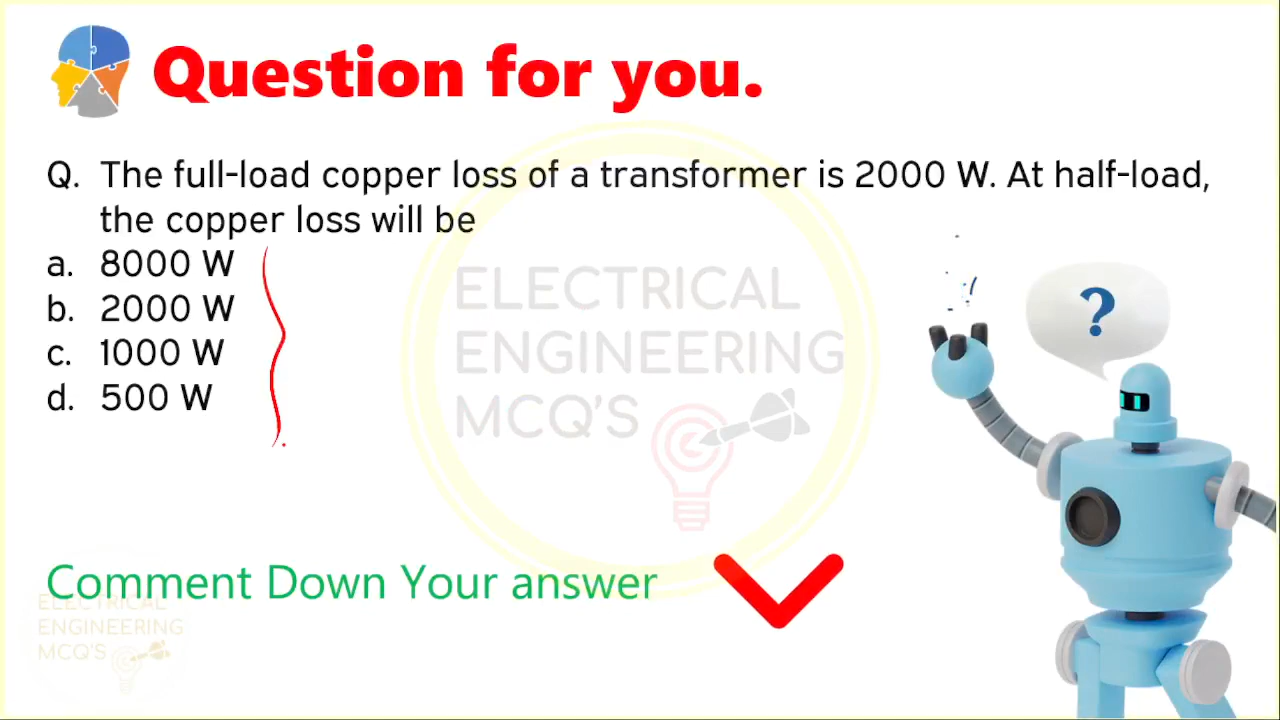 Question for you.
Q. The full-load copper loss of a transformer is 2000 W. At half-load,
the copper loss will be
a. 8000 W
b. 2000 W
c. 1000 W
d. 500 W
ELECTRICAL
ENGINEERING
MCQ'S
?
Comment Down Your answer
ELECTRICAL
ENGINEERING
MCQ'S